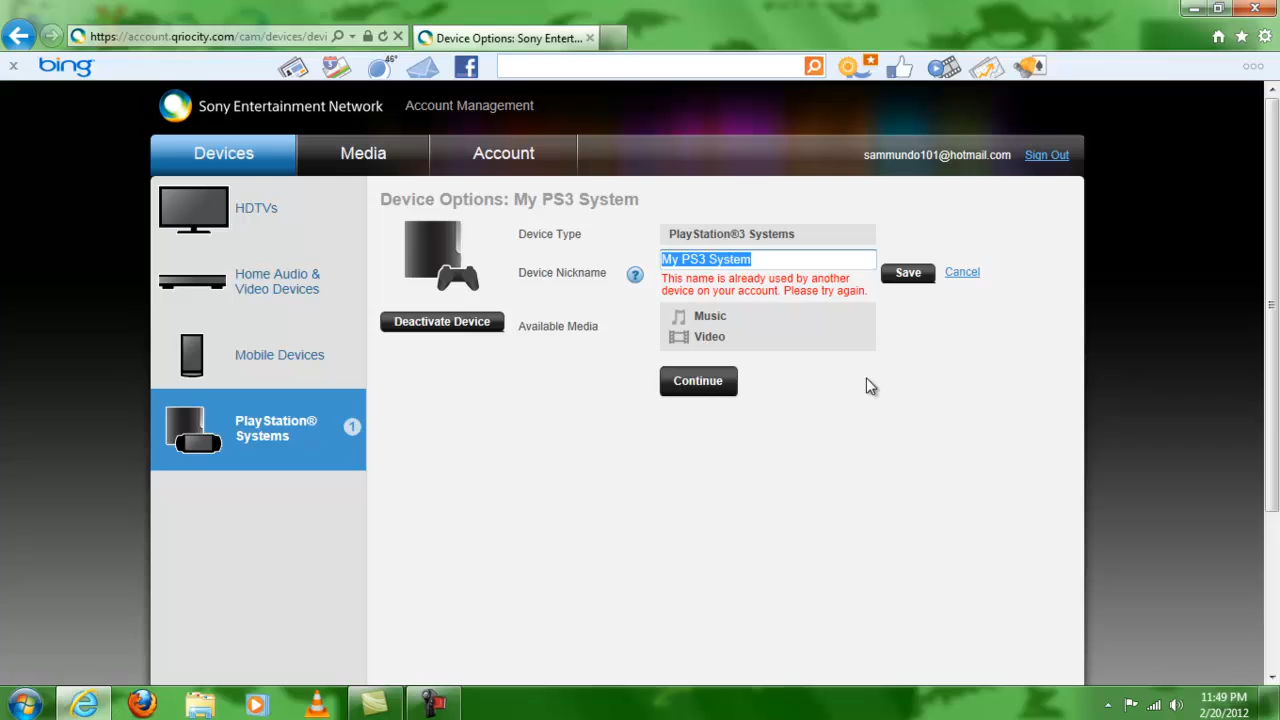 https://account.qriocity.com/cam/devices/devi
Device Options: Sony Entert...
bing
46°
Sony Entertainment Network
Account Management
Devices
Media
Account
sammundo101@hotmail.com
Sign Out
HDTVs
Home Audio &
Video Devices
Mobile Devices
PlayStation®
Systems
1
Device Options: My PS3 System
Device Type
PlayStation®3 Systems
Device Nickname
?
My PS3 System
This name is already used by another
device on your account. Please try again.
Save
Cancel
Deactivate Device
Available Media
Music
Video
Continue
11:49 PM
2/20/2012